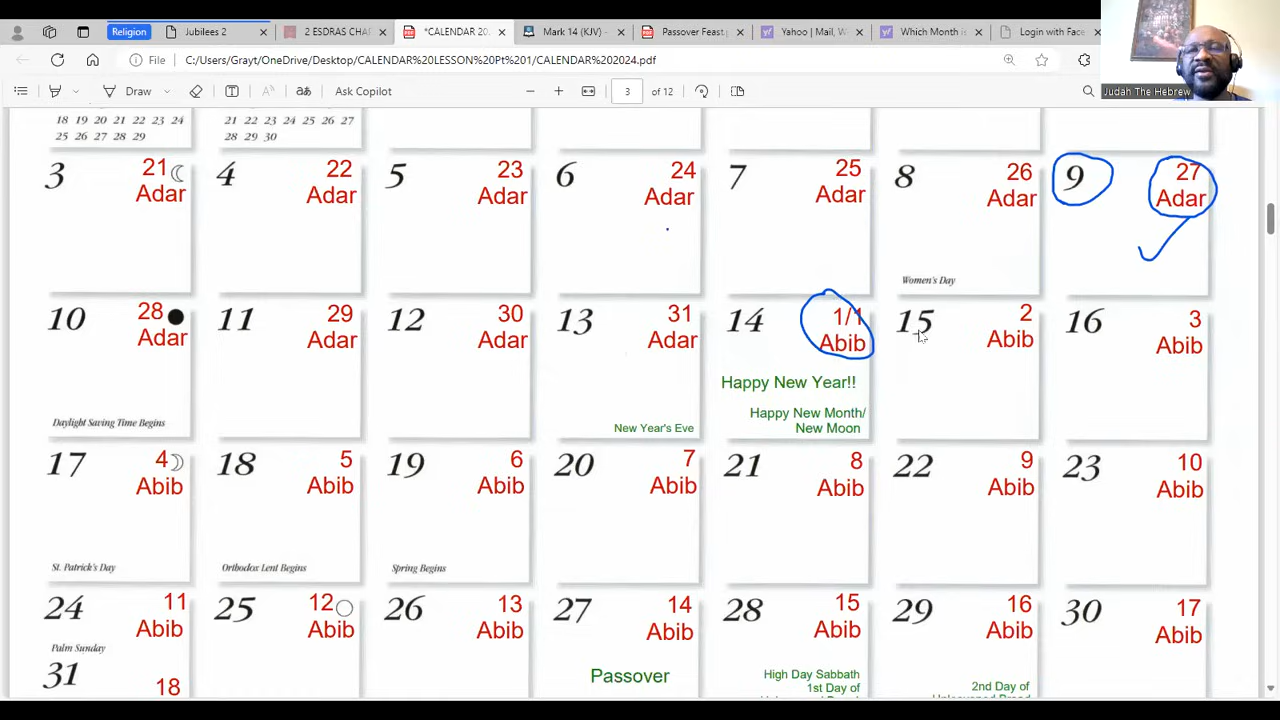 Religion
Jubilees 2
2 ESDRAS CHA
*CALENDAR 20
Mark 14 (KJV) -
Passover Feast
Yahoo | Mail, W
Which Month is
Login with Face
File
C:/Users/Grayt/OneDrive/Desktop/CALENDAR%20LESSON%20Pt%201/CALENDAR%202024.pdf
Draw
Ask Copilot
3 of 12
Judah The Hebrew
18 19 20 21 22 23 24
25 26 27 28 29
21 22 23 24 25 26 27
28 29 30
3 21 Adar
4 22 Adar
5 23 Adar
6 24 Adar
7 25 Adar
8 26 Adar
Women's Day
9 27 Adar
10 28 Adar
Daylight Saving Time Begins
11 29 Adar
12 30 Adar
13 31 Adar
New Year's Eve
14 1/1 Abib
Happy New Year!!
Happy New Month/
New Moon
15 2 Abib
16 3 Abib
17 4 Abib
St. Patrick's Day
18 5 Abib
Orthodox Lent Begins
19 6 Abib
Spring Begins
20 7 Abib
21 8 Abib
22 9 Abib
23 10 Abib
24 11 Abib
Palm Sunday
31 18
25 12 Abib
26 13 Abib
27 14 Abib
Passover
28 15 Abib
High Day Sabbath
1st Day of
29 16 Abib
2nd Day of
30 17 Abib